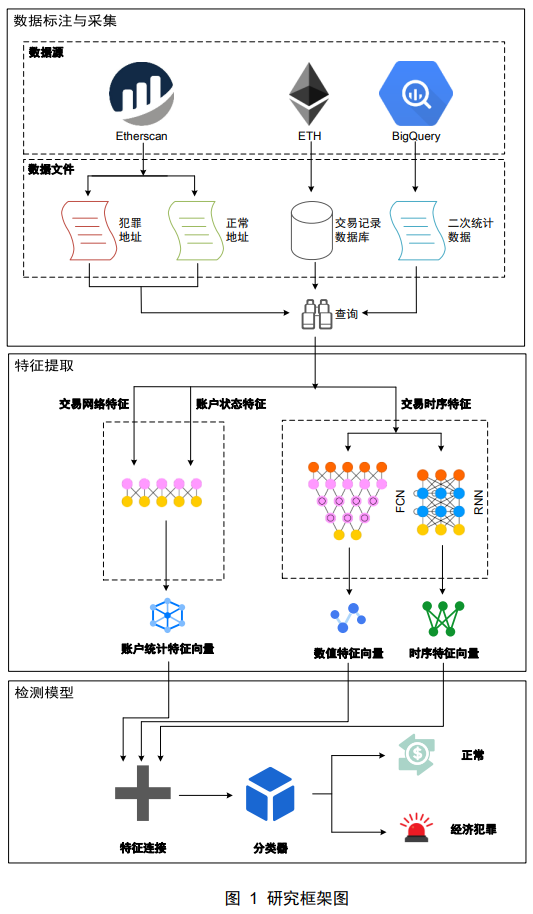 数据标注与采集
数据源
Etherscan
ETH
BigQuery
数据文件
犯罪
地址
正常
地址
交易记录
数据库
二次统计
数据
查询
特征提取
交易网络特征
账户状态特征
交易时序特征
FCN
RNN
账户统计特征向量
数值特征向量
时序特征向量
检测模型
特征连接
分类器
正常
经济犯罪
图 1 研究框架图